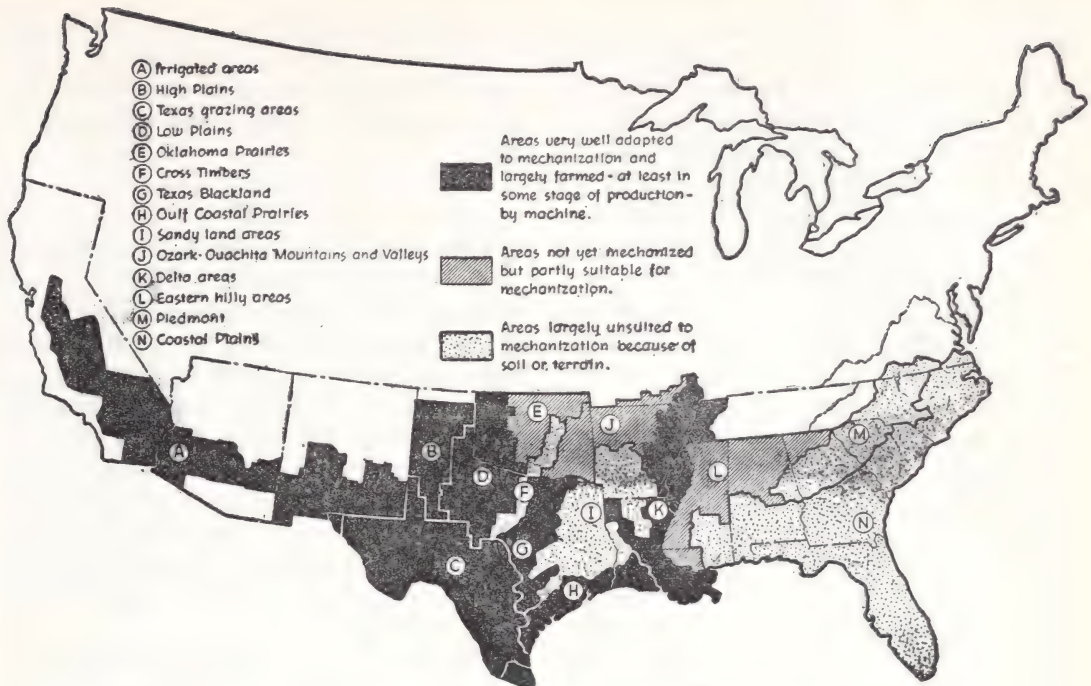 Ⓐ Irrigated areas
Ⓑ High Plains
Ⓒ Texas grazing areas
Ⓓ Low Plains
Ⓔ Oklahoma Prairies
Ⓕ Cross Timbers
Ⓖ Texas Blackland
Ⓗ Gulf Coastal Prairies
Ⓘ Sandy land areas
Ⓙ Ozark-Ouachita Mountains and Valleys
Ⓚ Delta areas
Ⓛ Eastern hilly areas
Ⓜ Piedmont
Ⓝ Coastal Plains
Areas very well adapted
to mechanization and
largely farmed - at least in
some stage of production-
by machine.
Areas not yet mechanized
but partly suitable for
mechanization.
Areas largely unsuited to
mechanization because of
soil or terrain.
A
B
C
D
E
F
G
H
I
J
K
L
M
N